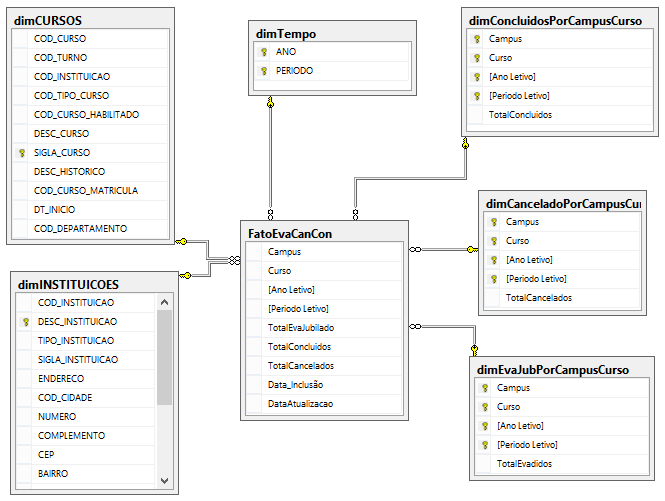 dimCURSOS
COD_CURSO
COD_TURNO
COD_INSTITUICAO
COD_TIPO_CURSO
COD_CURSO_HABILITADO
DESC_CURSO
SIGLA_CURSO
DESC_HISTORICO
COD_CURSO_MATRICULA
DT_INICIO
COD_DEPARTAMENTO
dimTempo
ANO
PERIODO
dimConcluidosPorCampusCurso
Campus
Curso
[Ano Letivo]
[Periodo Letivo]
TotalConcluidos
dimINSTITUICOES
COD_INSTITUICAO
DESC_INSTITUICAO
TIPO_INSTITUICAO
SIGLA_INSTITUICAO
ENDERECO
COD_CIDADE
NUMERO
COMPLEMENTO
CEP
BAIRRO
FatoEvaCanCon
Campus
Curso
[Ano Letivo]
[Periodo Letivo]
TotalEvaJubilado
TotalConcluidos
TotalCancelados
Data_Inclusão
DataAtualizacao
dimCanceladoPorCampusCur
Campus
Curso
[Ano Letivo]
[Periodo Letivo]
TotalCancelados
dimEvaJubPorCampusCurso
Campus
Curso
[Ano Letivo]
[Periodo Letivo]
TotalEvadidos